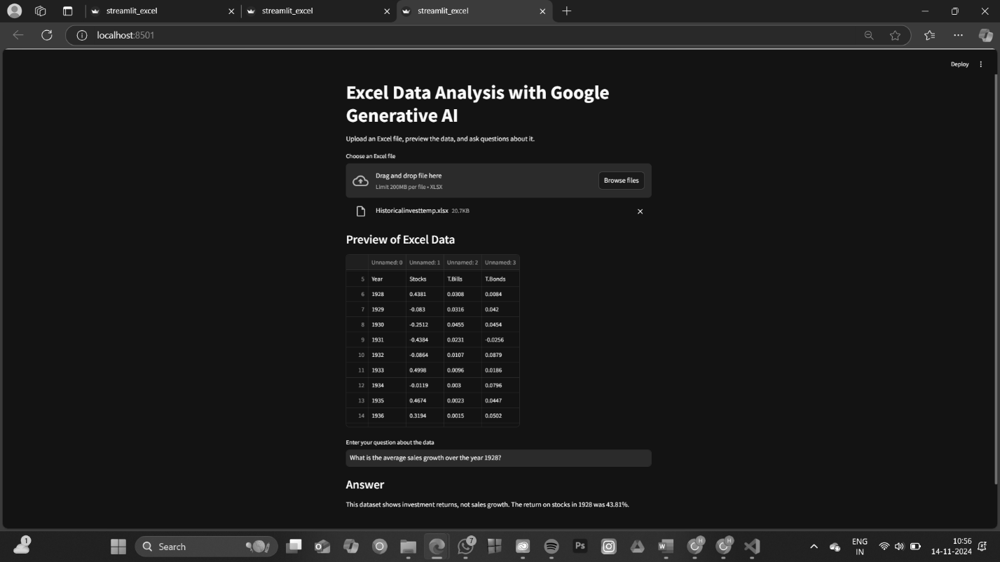 streamlit_excel
streamlit_excel
streamlit_excel
localhost:8501
Deploy
Excel Data Analysis with Google
Generative AI
Upload an Excel file, preview the data, and ask questions about it.
Choose an Excel file
Drag and drop file here
Limit 200MB per file • XLSX
Browse files
Historicalinvesttemp.xlsx 20.7KB
Preview of Excel Data
Unnamed: 0 Unnamed: 1 Unnamed: 2 Unnamed: 3
5 Year Stocks T.Bills T.Bonds
6 1928 0.4381 0.0308 0.0084
7 1929 -0.083 0.0316 0.042
8 1930 -0.2512 0.0455 0.0454
9 1931 -0.4384 0.0231 -0.0256
10 1932 -0.0864 0.0107 0.0879
11 1933 0.4998 0.0096 0.0186
12 1934 -0.0119 0.003 0.0796
13 1935 0.4674 0.0023 0.0447
14 1936 0.3194 0.0015 0.0502
Enter your question about the data
What is the average sales growth over the year 1928?
Answer
This dataset shows investment returns, not sales growth. The return on stocks in 1928 was 43.81%.
1
Search
7
Ps
H
H
ENG
IN
10:56
14-11-2024